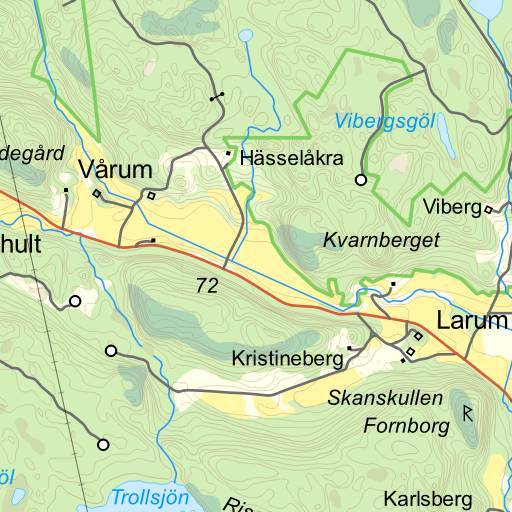 Vibergsgöl
degård
Hässelåkra
Vårum
Viberg
hult
Kvarnberget
72
Larum
Kristineberg
Skanskullen
Fornborg
öl
Trollsjön
Ris
Karlsberg